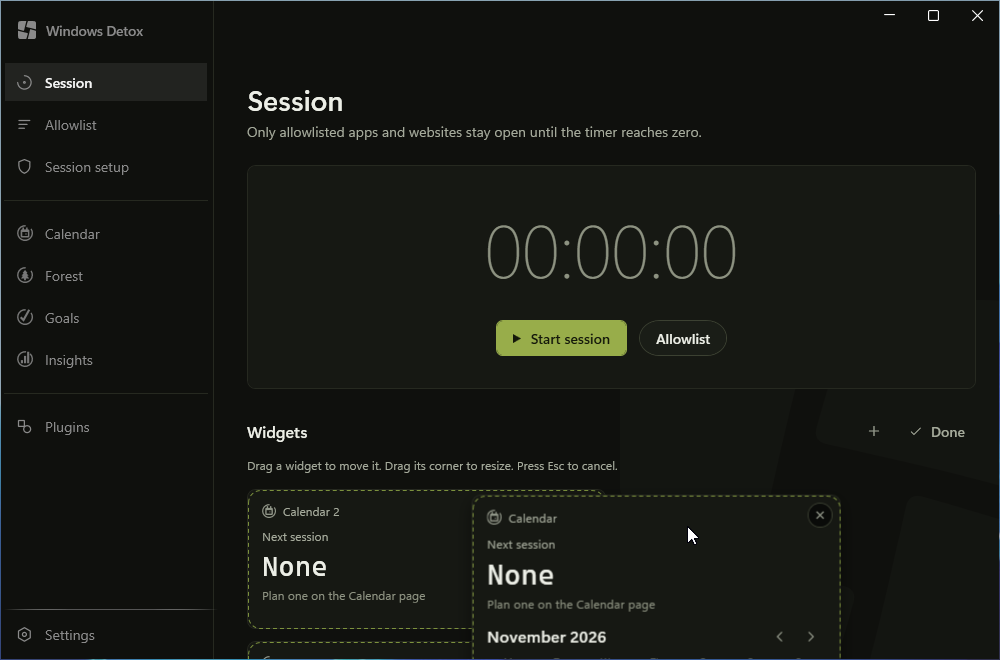 Windows Detox
Session
Allowlist
Session setup
Calendar
Forest
Goals
Insights
Plugins
Settings
Session
Only allowlisted apps and websites stay open until the timer reaches zero.
00:00:00
Start session
Allowlist
Widgets
Done
Drag a widget to move it. Drag its corner to resize. Press Esc to cancel.
Calendar 2
Next session
None
Plan one on the Calendar page
Calendar
Next session
None
Plan one on the Calendar page
November 2026